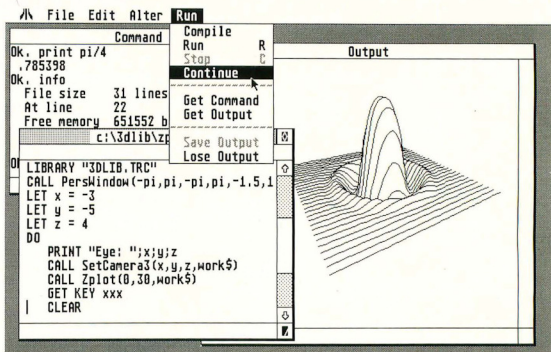 File Edit Alter Run
Compile
Run R
Stop C
Continue
Get Command
Get Output
Save Output
Lose Output
Command
Ok. print pi/4
.785398
Ok. info
File size 31 lines
At line 22
Free memory 651552 b
c:\3dlib\zp
LIBRARY "3DLIB.TRC"
CALL PersWindow(-pi,pi,-pi,pi,-1.5,1
LET x = -3
LET y = -5
LET z = 4
DO
PRINT "Eye: ";x;y;z
CALL SetCamera3(x,y,z,work$)
CALL Zplot(0,30,work$)
GET KEY xxx
CLEAR
Output